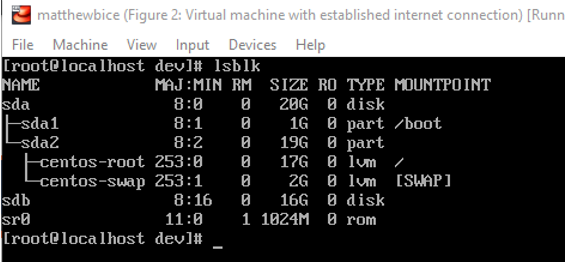 matthewbice (Figure 2: Virtual machine with established internet connection) [Runn
File Machine View Input Devices Help
[root@localhost dev]# lsblk
NAME MAJ:MIN RM SIZE RO TYPE MOUNTPOINT
sda 8:0 0 20G 0 disk
├─sda1 8:1 0 1G 0 part /boot
└─sda2 8:2 0 19G 0 part
├─centos-root 253:0 0 17G 0 lvm /
└─centos-swap 253:1 0 2G 0 lvm [SWAP]
sdb 8:16 0 16G 0 disk
sr0 11:0 1 1024M 0 rom
[root@localhost dev]# _